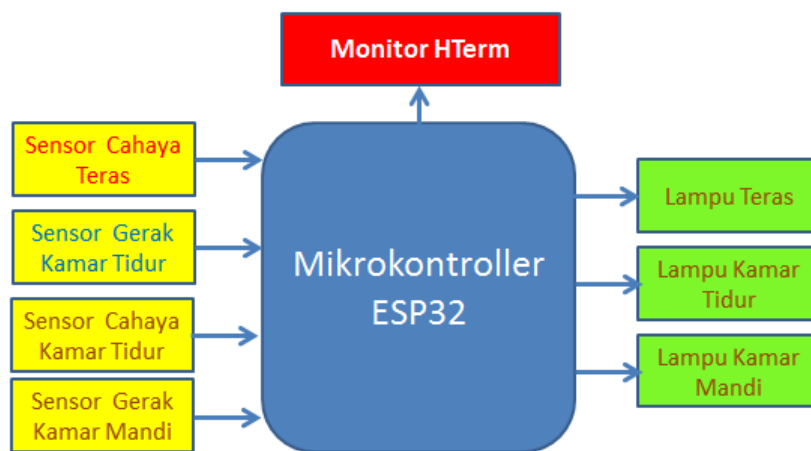 Monitor HTerm
Sensor Cahaya
Teras
Sensor Gerak
Kamar Tidur
Sensor Cahaya
Kamar Tidur
Sensor Gerak
Kamar Mandi
Mikrokontroller
ESP32
Lampu Teras
Lampu Kamar
Tidur
Lampu Kamar
Mandi